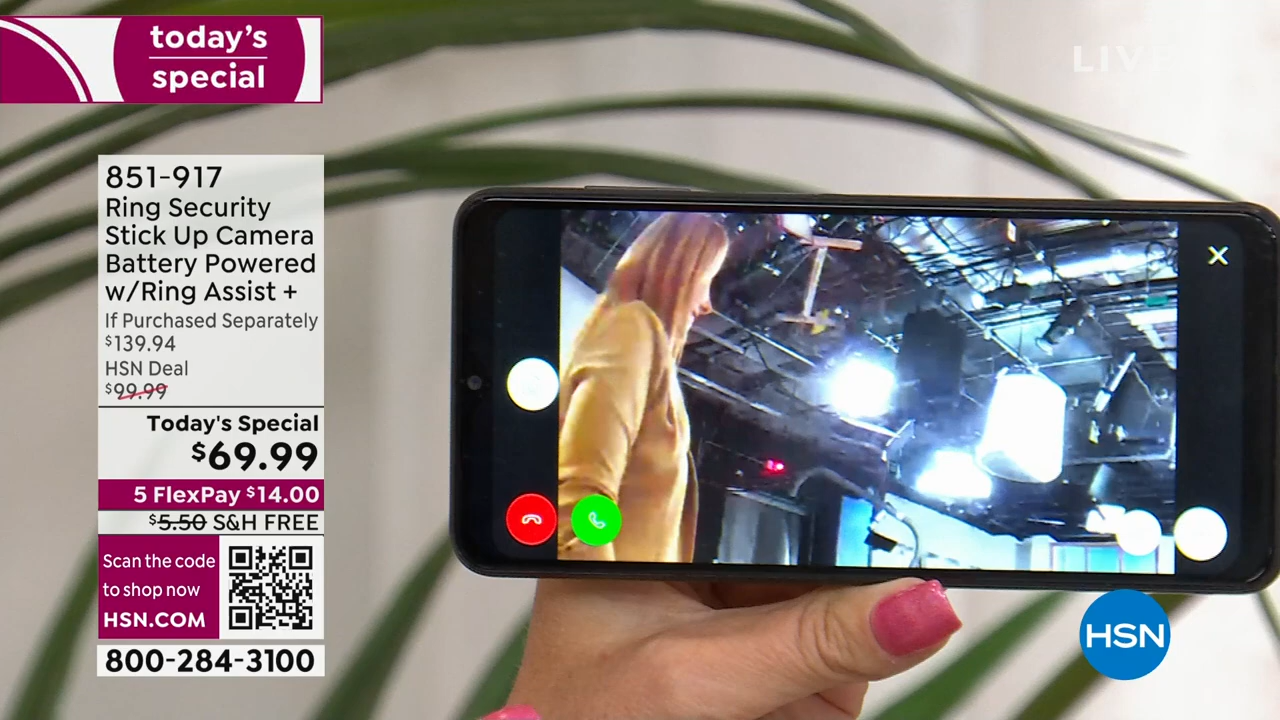 today's
special
LIVE
851-917
Ring Security
Stick Up Camera
Battery Powered
w/Ring Assist +
If Purchased Separately
$139.94
HSN Deal
$99.99
Today's Special
$69.99
5 FlexPay $14.00
$5.50 S&H FREE
Scan the code
to shop now
HSN.COM
800-284-3100
HSN